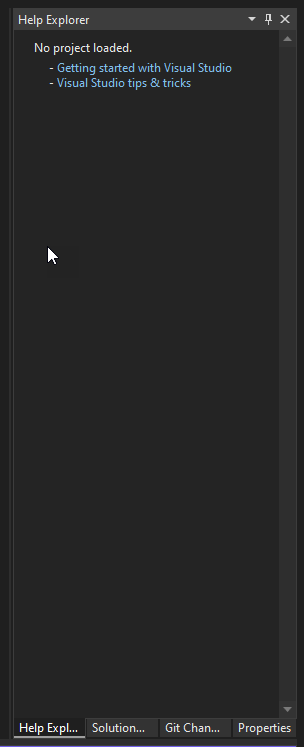 Help Explorer
No project loaded.
- Getting started with Visual Studio
- Visual Studio tips & tricks
Help Expl... Solution... Git Chan... Properties